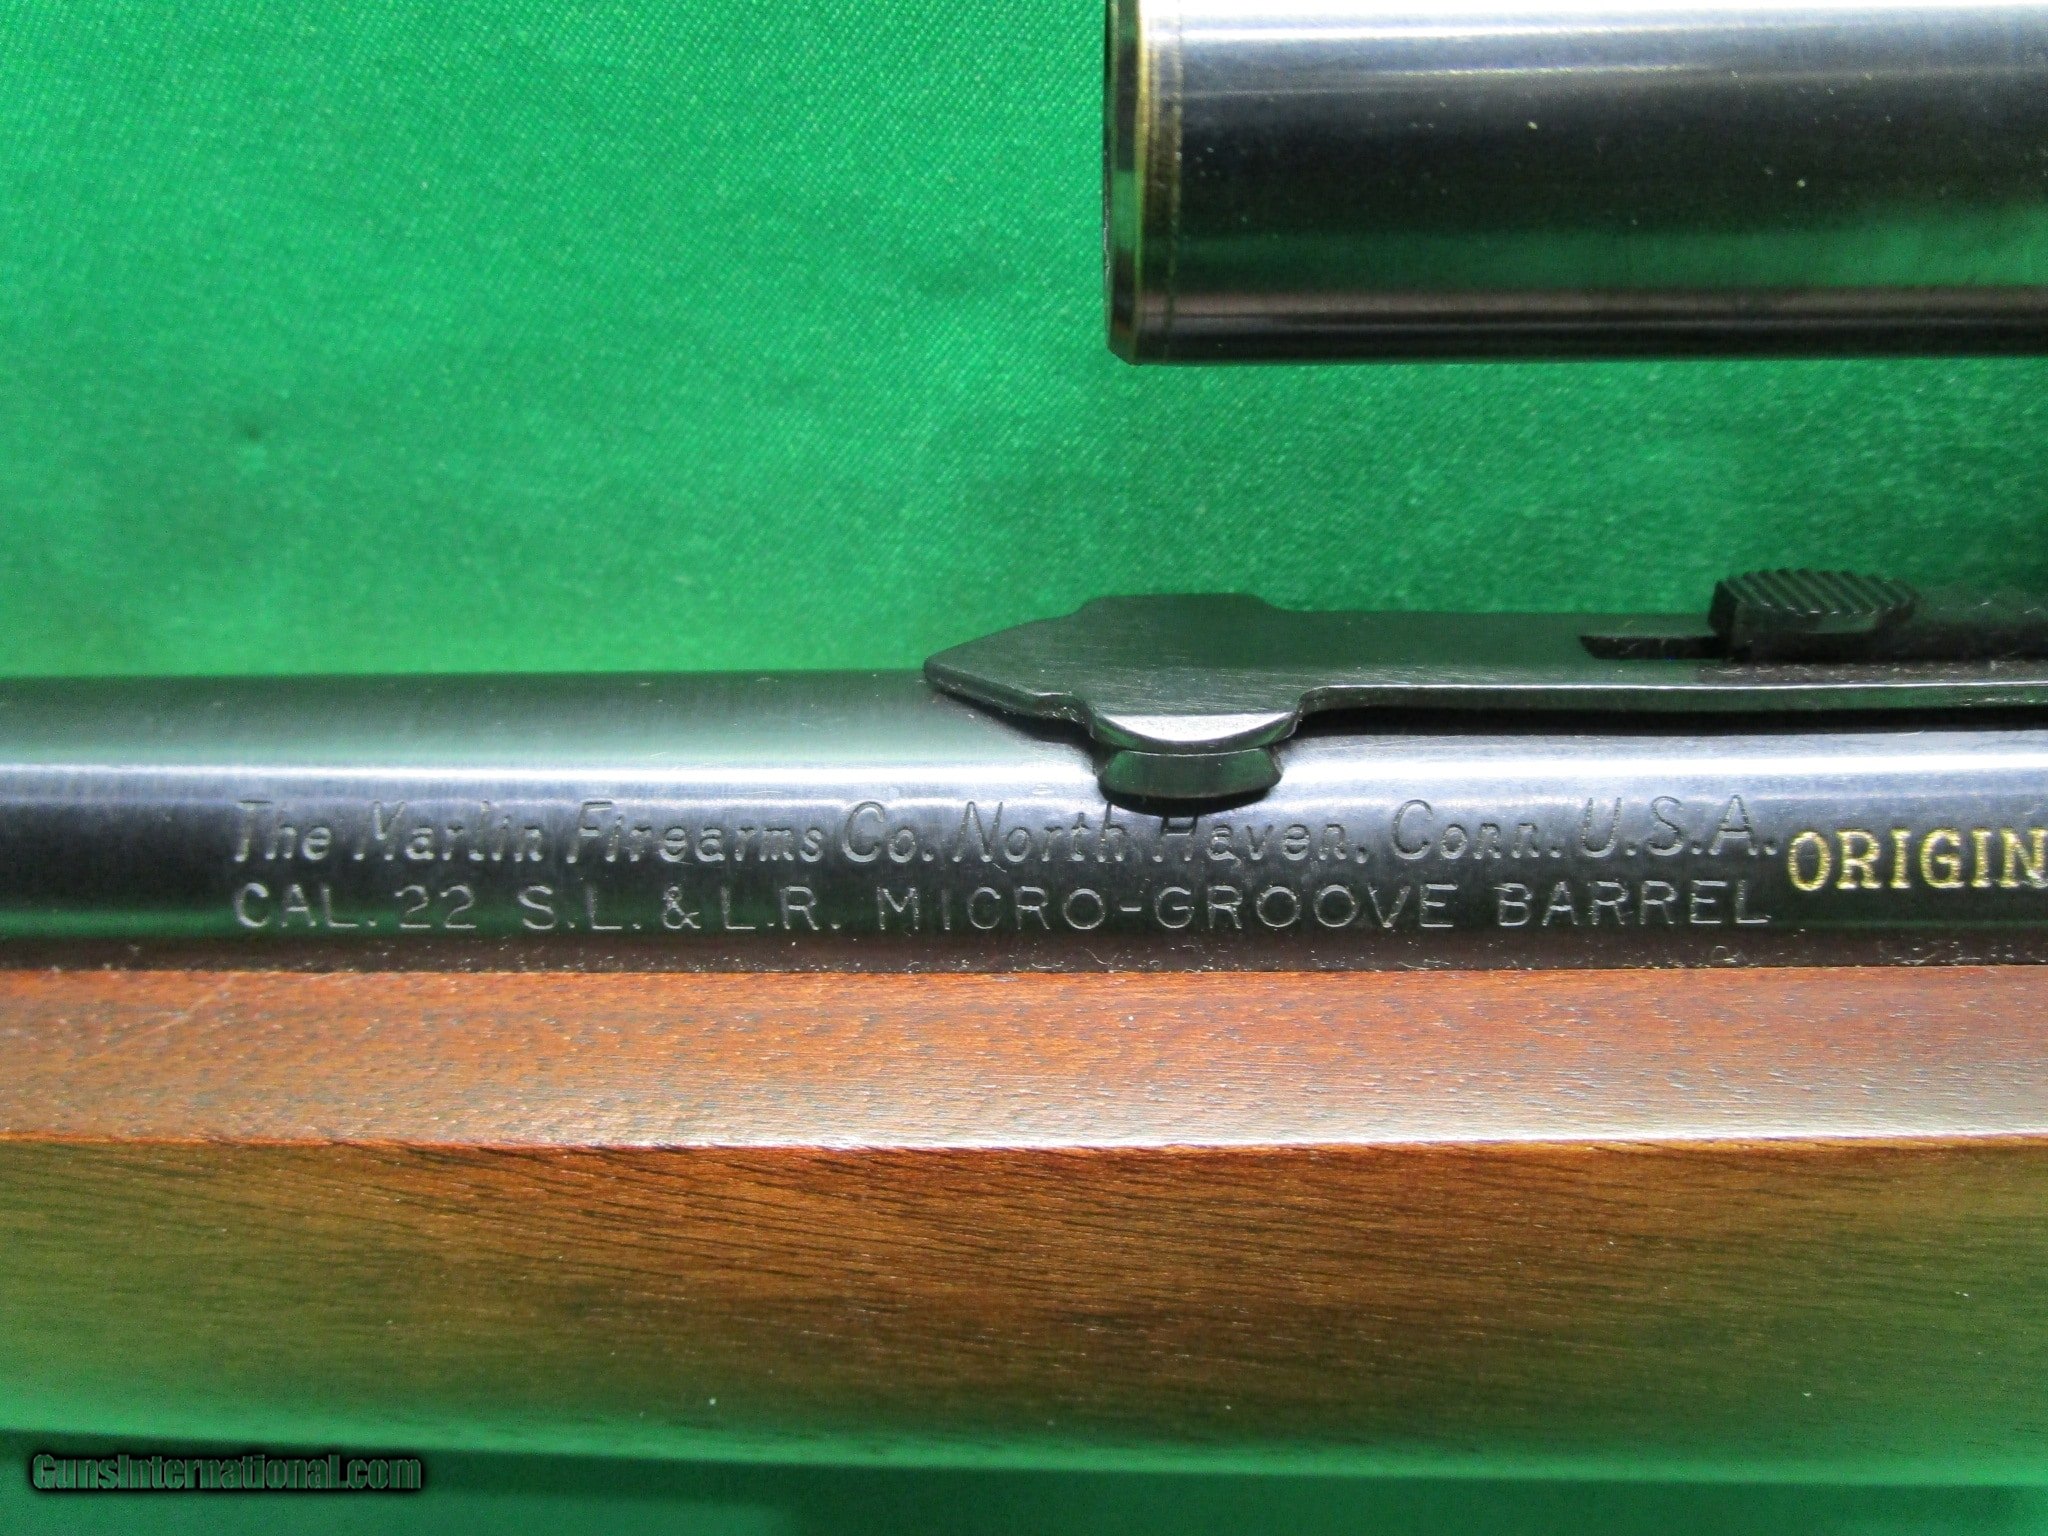 The Marlin Firearms Co. North Haven, Conn. U.S.A.
CAL. 22 S.L. & L.R. MICRO-GROOVE BARREL
ORIGIN
GunsInternational.com